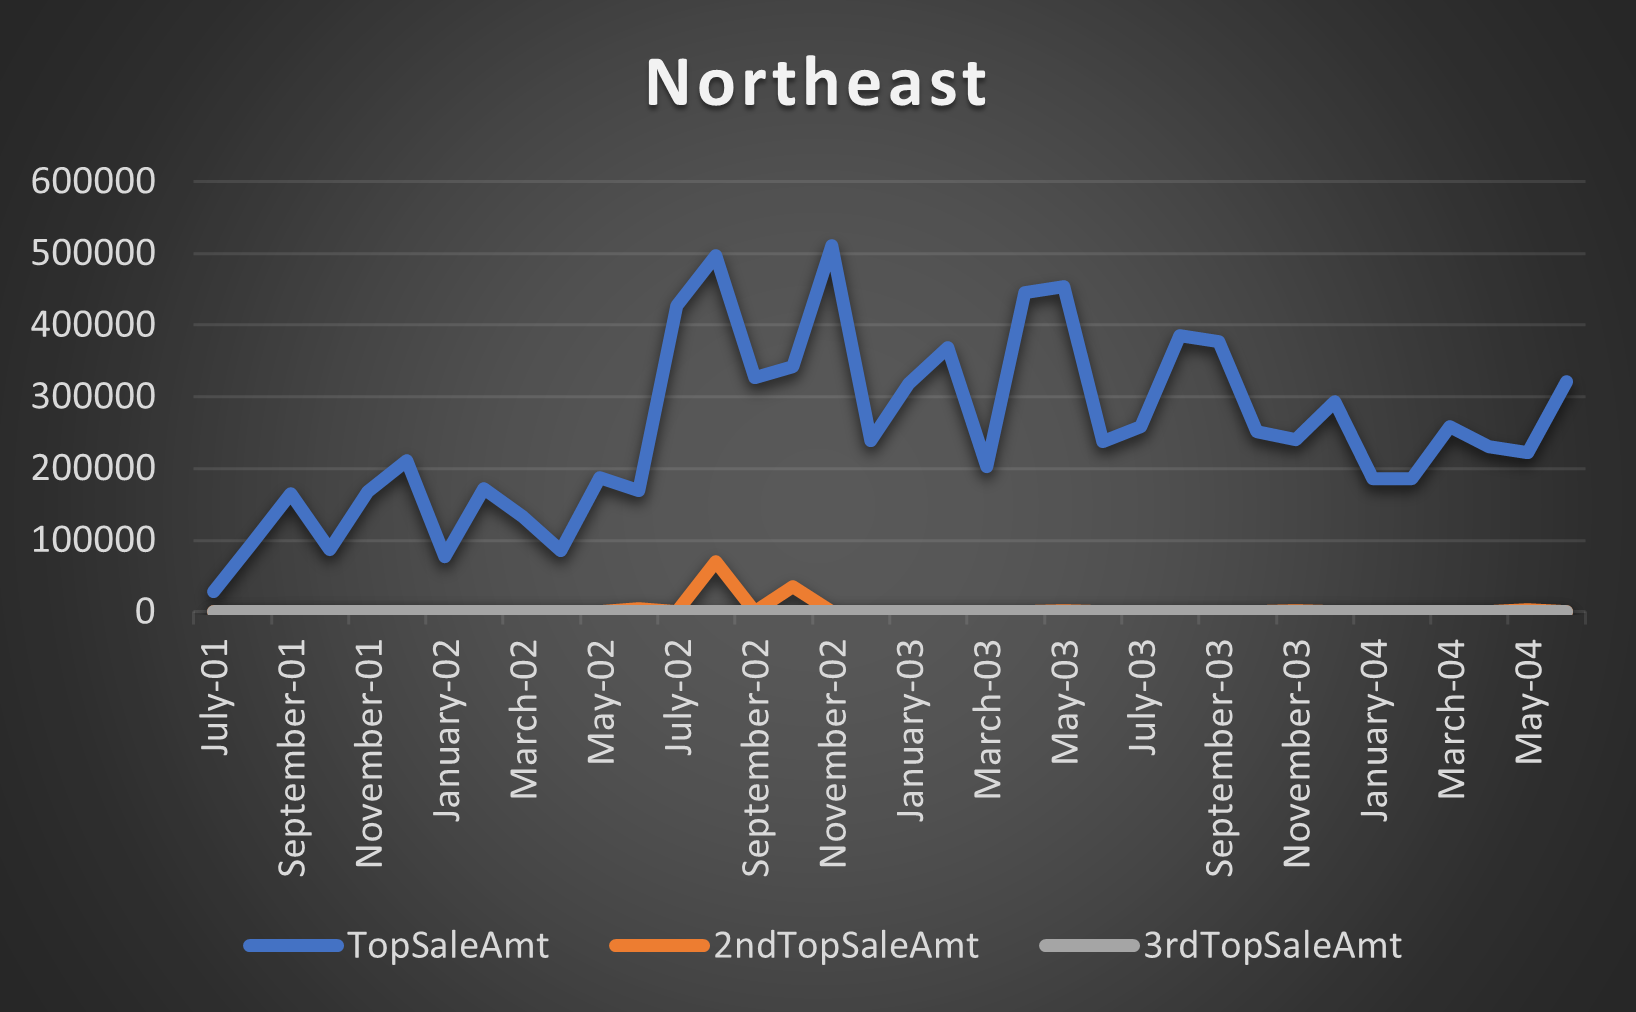 Northeast
600000
500000
400000
300000
200000
100000
0
July-01
September-01
November-01
January-02
March-02
May-02
July-02
September-02
November-02
January-03
March-03
May-03
July-03
September-03
November-03
January-04
March-04
May-04
TopSaleAmt
2ndTopSaleAmt
3rdTopSaleAmt